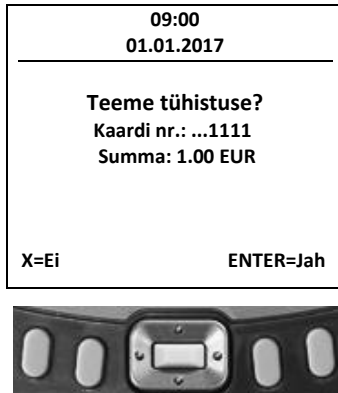 09:00
01.01.2017
Teeme tühistuse?
Kaardi nr.: ...1111
Summa: 1.00 EUR
X=Ei ENTER=Jah